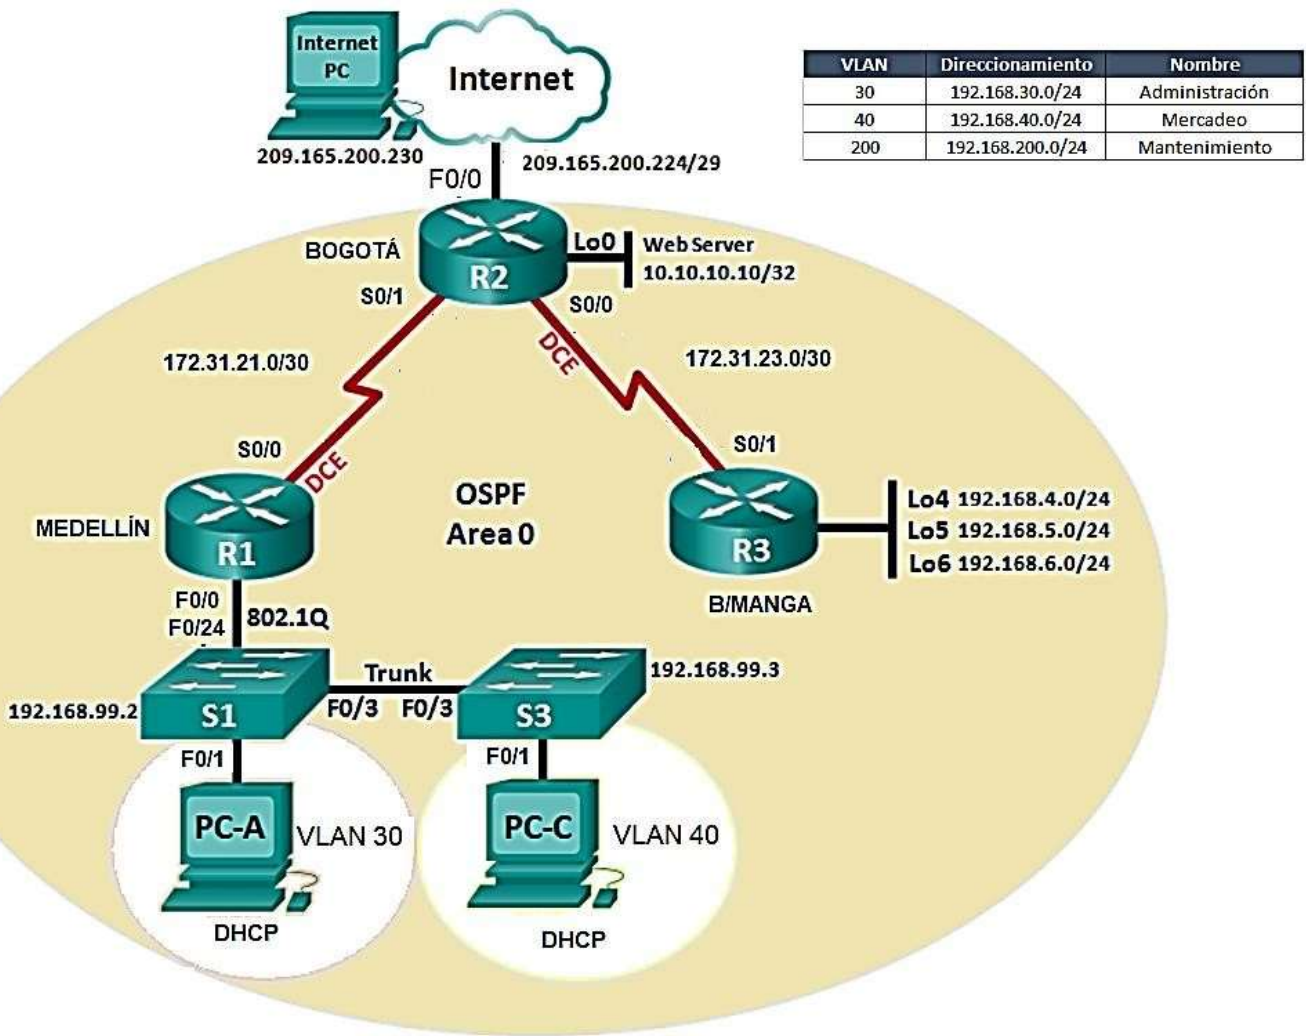 Internet
PC
Internet
209.165.200.230
F0/0
209.165.200.224/29
VLAN Direccionamiento Nombre
30 192.168.30.0/24 Administración
40 192.168.40.0/24 Mercadeo
200 192.168.200.0/24 Mantenimiento
BOGOTÁ
R2
Lo0
Web Server
10.10.10.10/32
S0/1
S0/0
DCE
172.31.21.0/30
172.31.23.0/30
S0/0
DCE
S0/1
MEDELLÍN
R1
OSPF
Area 0
R3
B/MANGA
Lo4 192.168.4.0/24
Lo5 192.168.5.0/24
Lo6 192.168.6.0/24
F0/0
F0/24
802.1Q
Trunk
192.168.99.3
192.168.99.2
S1
F0/3 F0/3
S3
F0/1
F0/1
PC-A
VLAN 30
PC-C
VLAN 40
DHCP
DHCP